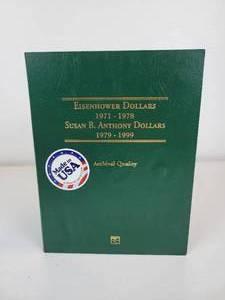 EISENHOWER DOLLARS
1971 - 1978
SUSAN B. ANTHONY DOLLARS
1979 - 1999
Made in
USA
Archival Quality